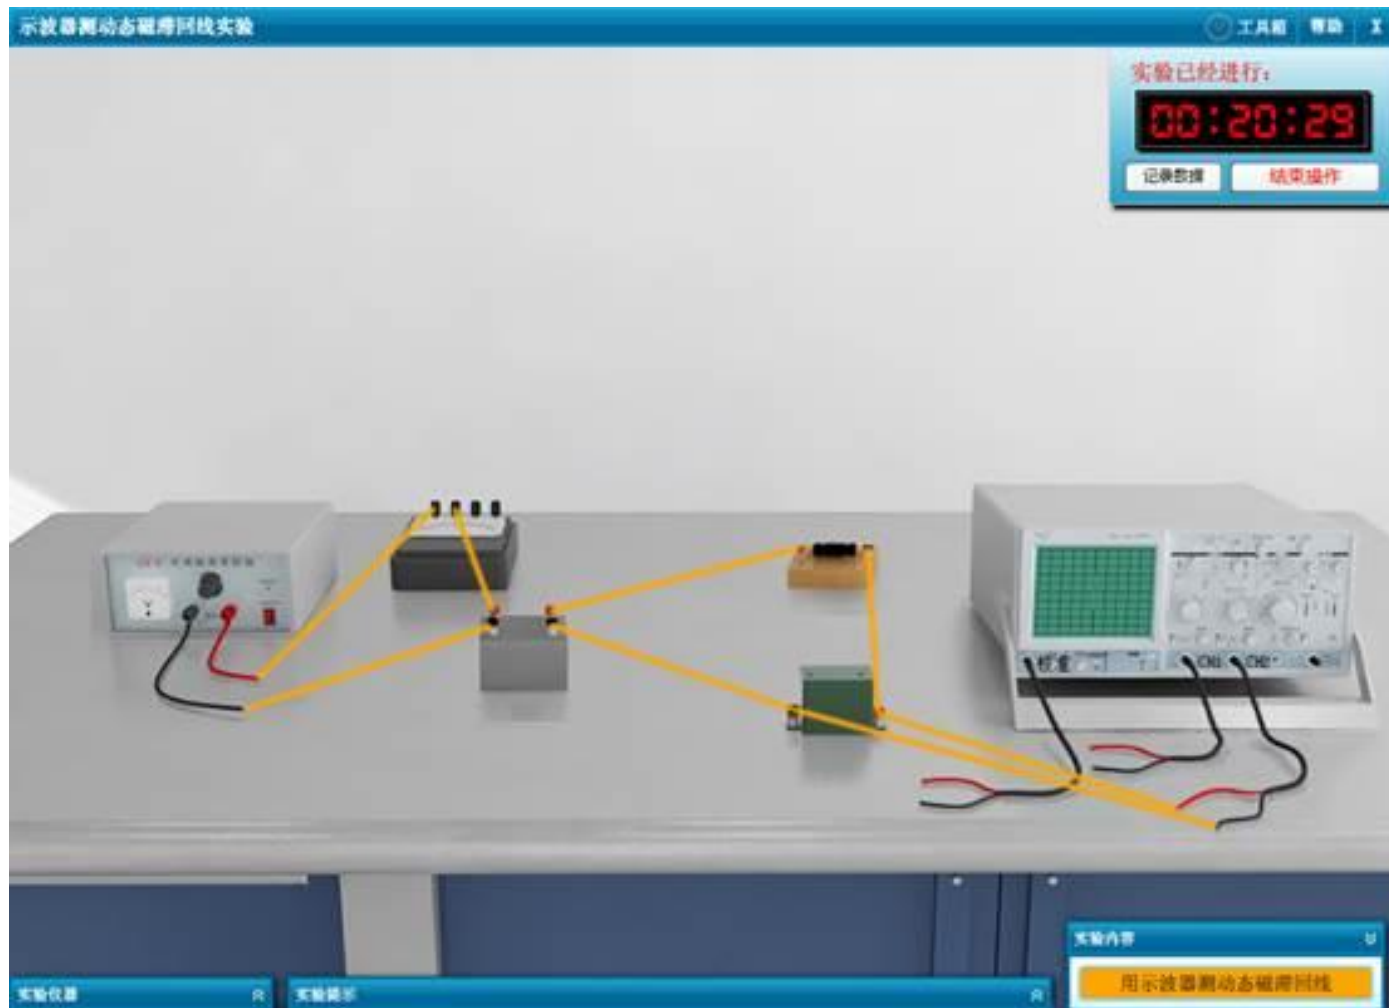 示波器测动态磁滞回线实验
工具箱 帮助 X
实验已经进行:
00:20:29
记录数据 结束操作
校准 CH1 CH2
实验内容
用示波器测动态磁滞回线
实验仪器 实验提示